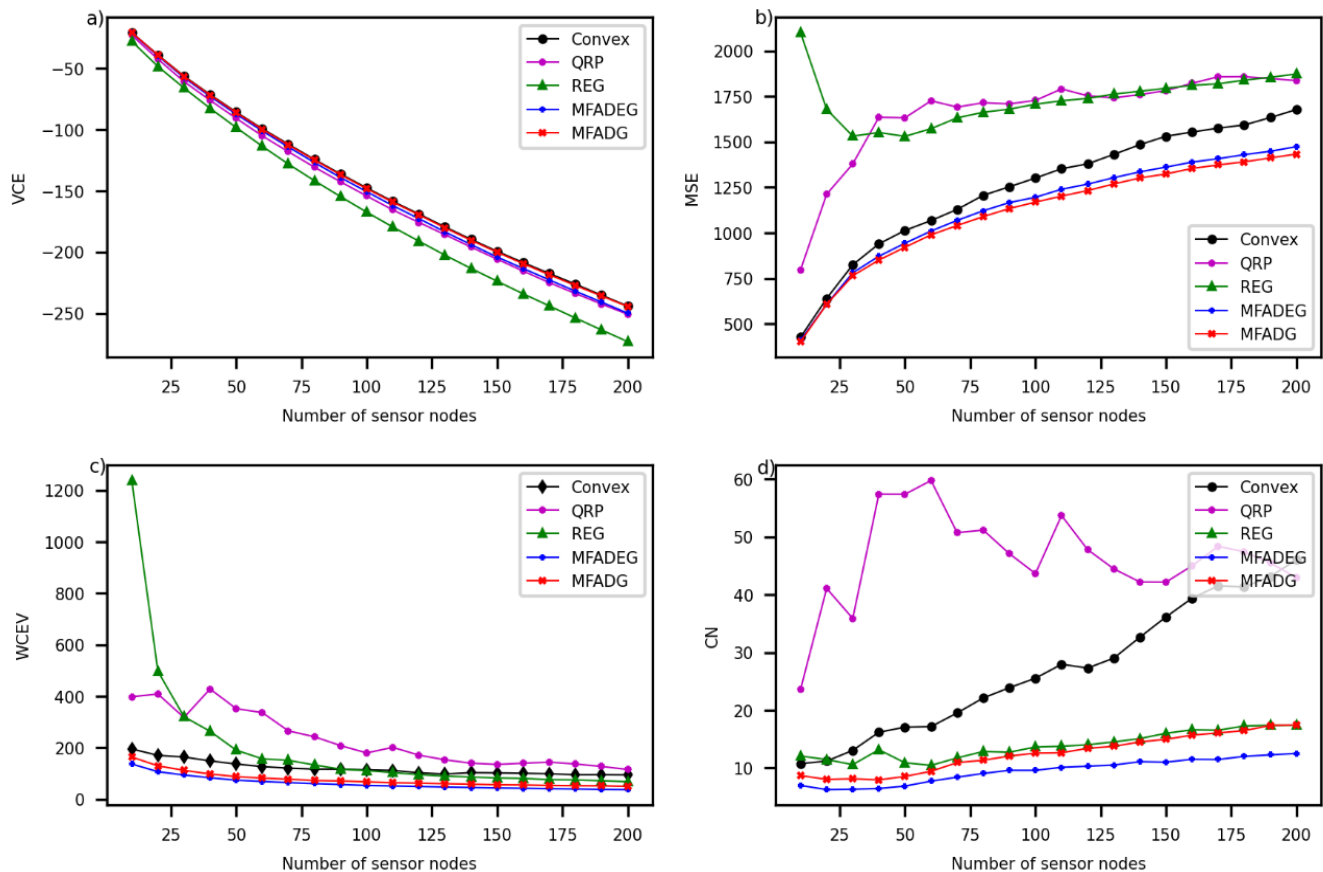 a)
VCE
−50
−100
−150
−200
−250
25 50 75 100 125 150 175 200
Number of sensor nodes
Convex
QRP
REG
MFADEG
MFADG
b)
MSE
2000
1750
1500
1250
1000
750
500
25 50 75 100 125 150 175 200
Number of sensor nodes
Convex
QRP
REG
MFADEG
MFADG
c)
WCEV
1200
1000
800
600
400
200
0
25 50 75 100 125 150 175 200
Number of sensor nodes
Convex
QRP
REG
MFADEG
MFADG
d)
CN
60
50
40
30
20
10
25 50 75 100 125 150 175 200
Number of sensor nodes
Convex
QRP
REG
MFADEG
MFADG